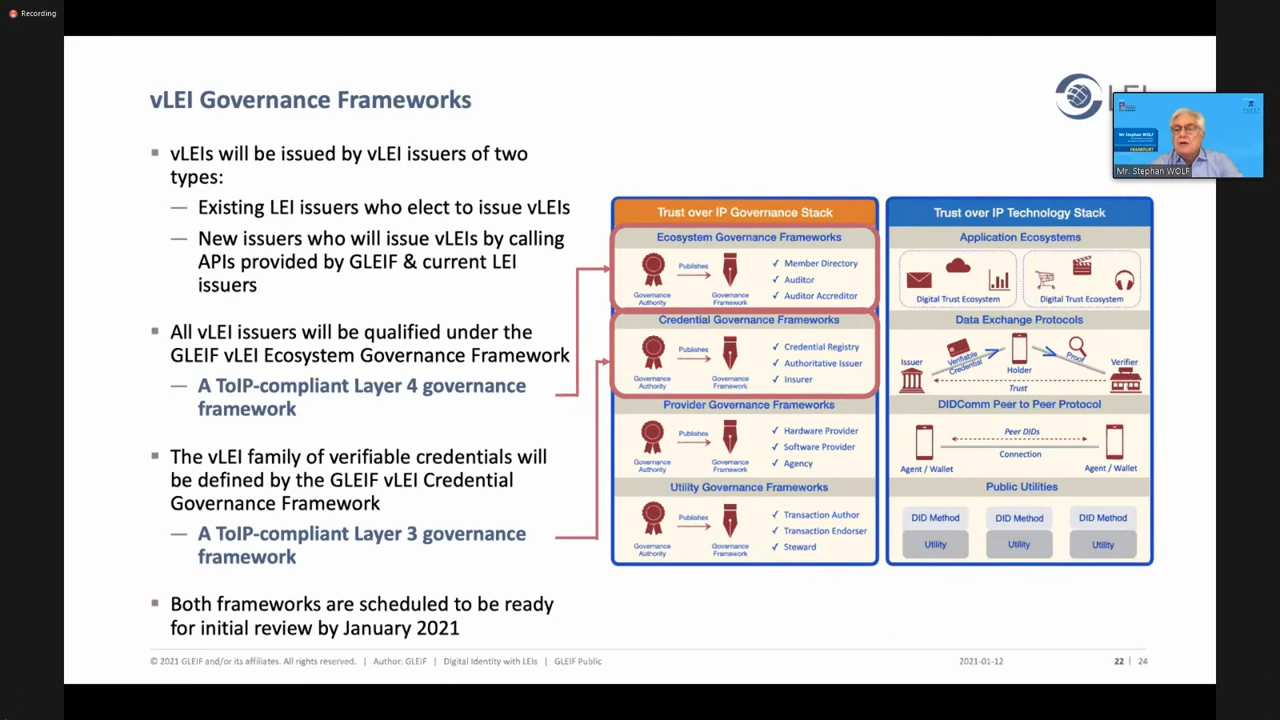 Recording
vLEI Governance Frameworks
LEI
Mr Stephan WOLF
FRANKFURT
Mr. Stephan WOLF
▪ vLEIs will be issued by vLEI issuers of two
types:
— Existing LEI issuers who elect to issue vLEIs
— New issuers who will issue vLEIs by calling
APIs provided by GLEIF & current LEI
issuers
▪ All vLEI issuers will be qualified under the
GLEIF vLEI Ecosystem Governance Framework
— A ToIP-compliant Layer 4 governance
framework
▪ The vLEI family of verifiable credentials will
be defined by the GLEIF vLEI Credential
Governance Framework
— A ToIP-compliant Layer 3 governance
framework
▪ Both frameworks are scheduled to be ready
for initial review by January 2021
Trust over IP Governance Stack
Ecosystem Governance Frameworks
Publishes
Governance
Authority
Governance
Framework
✓ Member Directory
✓ Auditor
✓ Auditor Accreditor
Credential Governance Frameworks
Publishes
Governance
Authority
Governance
Framework
✓ Credential Registry
✓ Authoritative Issuer
✓ Insurer
Provider Governance Frameworks
Publishes
Governance
Authority
Governance
Framework
✓ Hardware Provider
✓ Software Provider
✓ Agency
Utility Governance Frameworks
Publishes
Governance
Authority
Governance
Framework
✓ Transaction Author
✓ Transaction Endorser
✓ Steward
Trust over IP Technology Stack
Application Ecosystems
Digital Trust Ecosystem
Digital Trust Ecosystem
Data Exchange Protocols
Issuer
Verifiable
Credential
Holder
Proof
Verifier
Trust
DIDComm Peer to Peer Protocol
Peer DIDs
Connection
Agent / Wallet
Agent / Wallet
Public Utilities
DID Method
DID Method
DID Method
Utility
Utility
Utility
© 2021 GLEIF and/or its affiliates. All rights reserved. | Author: GLEIF | Digital Identity with LEIs | GLEIF Public
2021-01-12
22 | 24